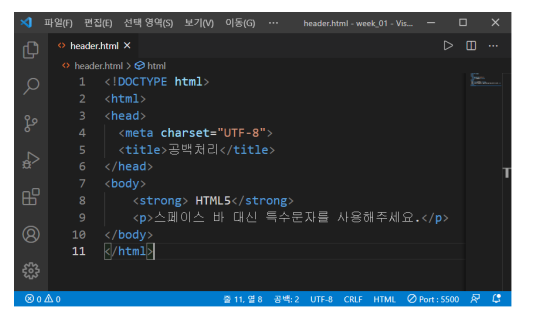 파일(F) 편집(E) 선택 영역(S) 보기(V) 이동(G) ··· header.html - week_01 - Vis...
header.html
header.html > html
1 <!DOCTYPE html>
2 <html>
3 <head>
4 <meta charset="UTF-8">
5 <title>공백처리</title>
6 </head>
7 <body>
8 <strong> HTML5</strong>
9 <p>스페이스 바 대신 특수문자를 사용해주세요.</p>
10 </body>
11 </html>
0 0 줄 11, 열 8 공백: 2 UTF-8 CRLF HTML Port : 5500